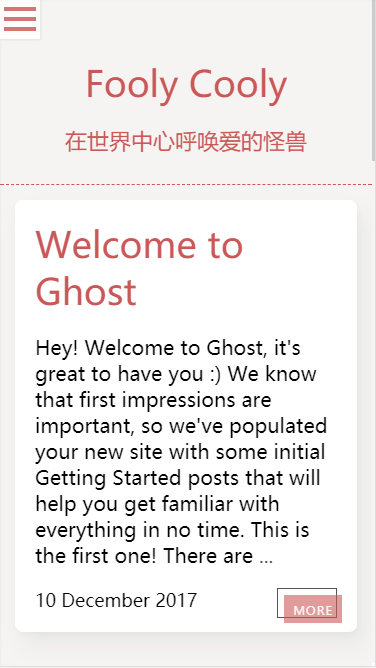 Fooly Cooly
在世界中心呼唤爱的怪兽
Welcome to
Ghost
Hey! Welcome to Ghost, it's
great to have you :) We know
that first impressions are
important, so we've populated
your new site with some initial
Getting Started posts that will
help you get familiar with
everything in no time. This is
the first one! There are ...
10 December 2017
MORE